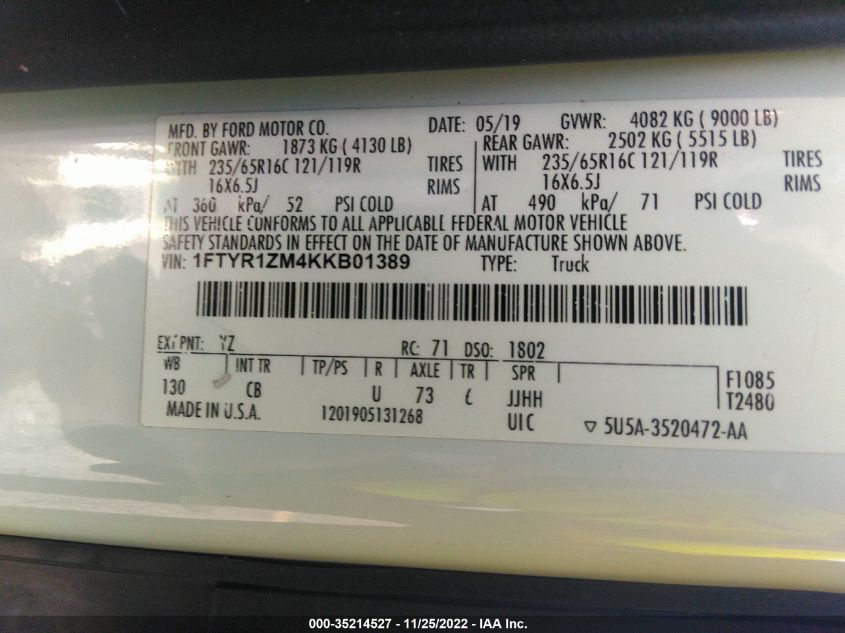 MFD. BY FORD MOTOR CO. DATE: 05/19 GVWR: 4082 KG ( 9000 LB)
FRONT GAWR: 1873 KG ( 4130 LB) REAR GAWR: 2502 KG ( 5515 LB)
WITH 235/65R16C 121/119R TIRES WITH 235/65R16C 121/119R TIRES
16X6.5J RIMS 16X6.5J RIMS
AT 360 kPa/ 52 PSI COLD AT 490 kPa/ 71 PSI COLD
THIS VEHICLE CONFORMS TO ALL APPLICABLE FEDERAL MOTOR VEHICLE
SAFETY STANDARDS IN EFFECT ON THE DATE OF MANUFACTURE SHOWN ABOVE.
VIN: 1FTYR1ZM4KKB01389 TYPE: Truck
EXT PNT: YZ RC: 71 DSO: 1802
WB INT TR TP/PS R AXLE TR SPR
130 CB U 73 6 JJHH
F1085
T2480
MADE IN U.S.A. 1201905131268 UIC ▽ 5U5A-3520472-AA
000-35214527 - 11/25/2022 - IAA Inc.